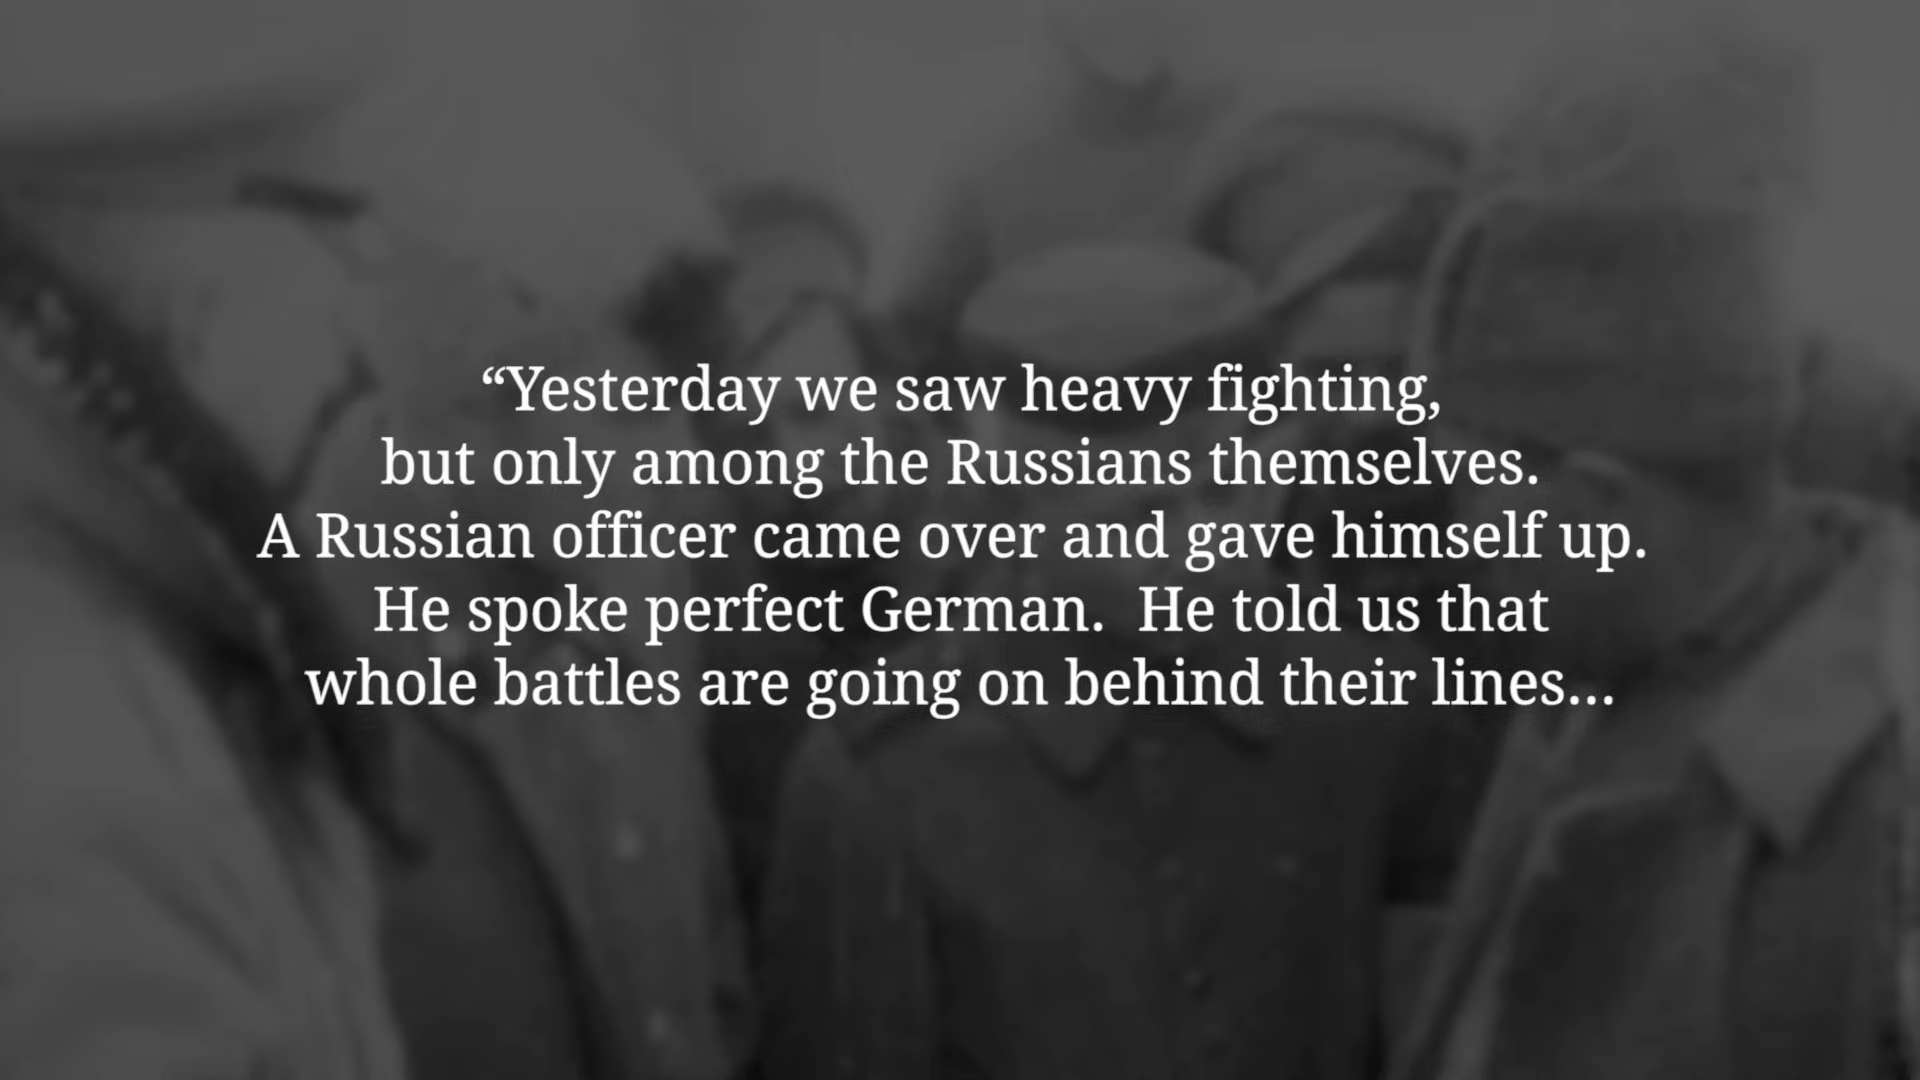 “Yesterday we saw heavy fighting,
but only among the Russians themselves.
A Russian officer came over and gave himself up.
He spoke perfect German.  He told us that
whole battles are going on behind their lines...